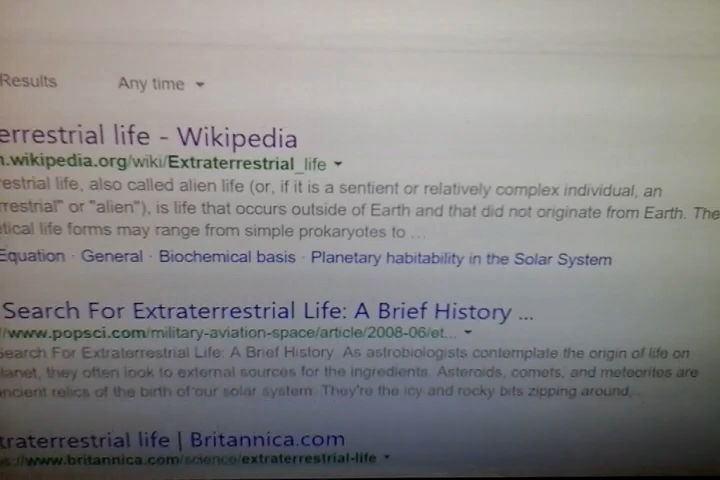 Results Any time
errestrial life - Wikipedia
n.wikipedia.org/wiki/Extraterrestrial_life
restrial life, also called alien life (or, if it is a sentient or relatively complex individual, an
rrestrial" or "alien"), is life that occurs outside of Earth and that did not originate from Earth. The
tical life forms may range from simple prokaryotes to ...
Equation · General · Biochemical basis · Planetary habitability in the Solar System
Search For Extraterrestrial Life: A Brief History ...
//www.popsci.com/military-aviation-space/article/2008-06/et...
Search For Extraterrestrial Life: A Brief History. As astrobiologists contemplate the origin of life on
lanet, they often look to external sources for the ingredients. Asteroids, comets, and meteorites are
ncient relics of the birth of our solar system. They're the icy and rocky bits zipping around,
traterrestrial life | Britannica.com
s://www.britannica.com/science/extraterrestrial-life